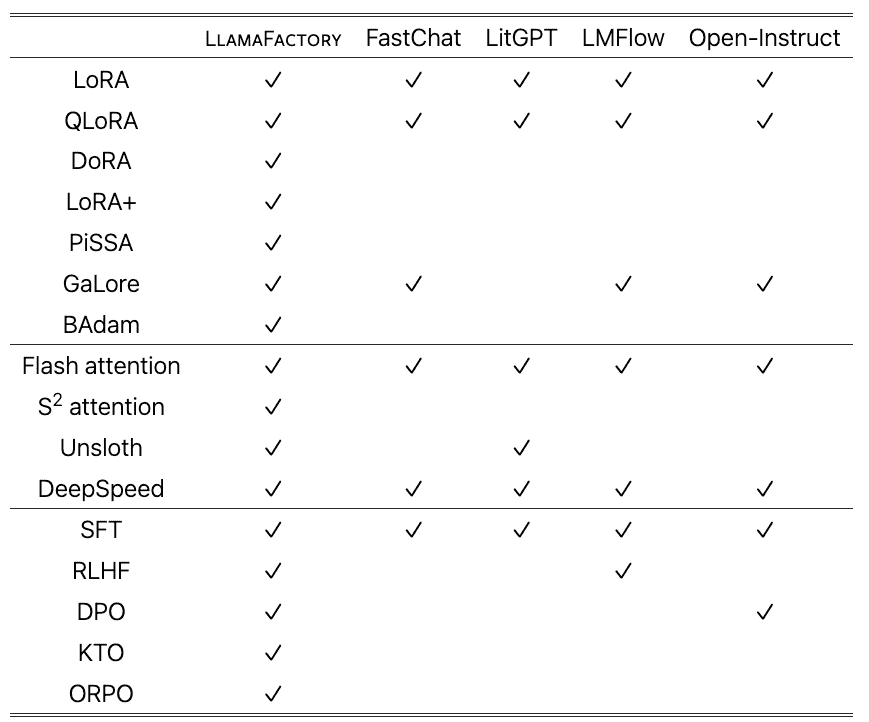 LLAMAFACTORY FastChat LitGPT LMFlow Open-Instruct
LoRA ✓ ✓ ✓ ✓ ✓
QLoRA ✓ ✓ ✓ ✓ ✓
DoRA ✓
LoRA+ ✓
PiSSA ✓
GaLore ✓ ✓ ✓ ✓
BAdam ✓
Flash attention ✓ ✓ ✓ ✓ ✓
S² attention ✓
Unsloth ✓ ✓
DeepSpeed ✓ ✓ ✓ ✓ ✓
SFT ✓ ✓ ✓ ✓ ✓
RLHF ✓ ✓
DPO ✓ ✓
KTO ✓
ORPO ✓